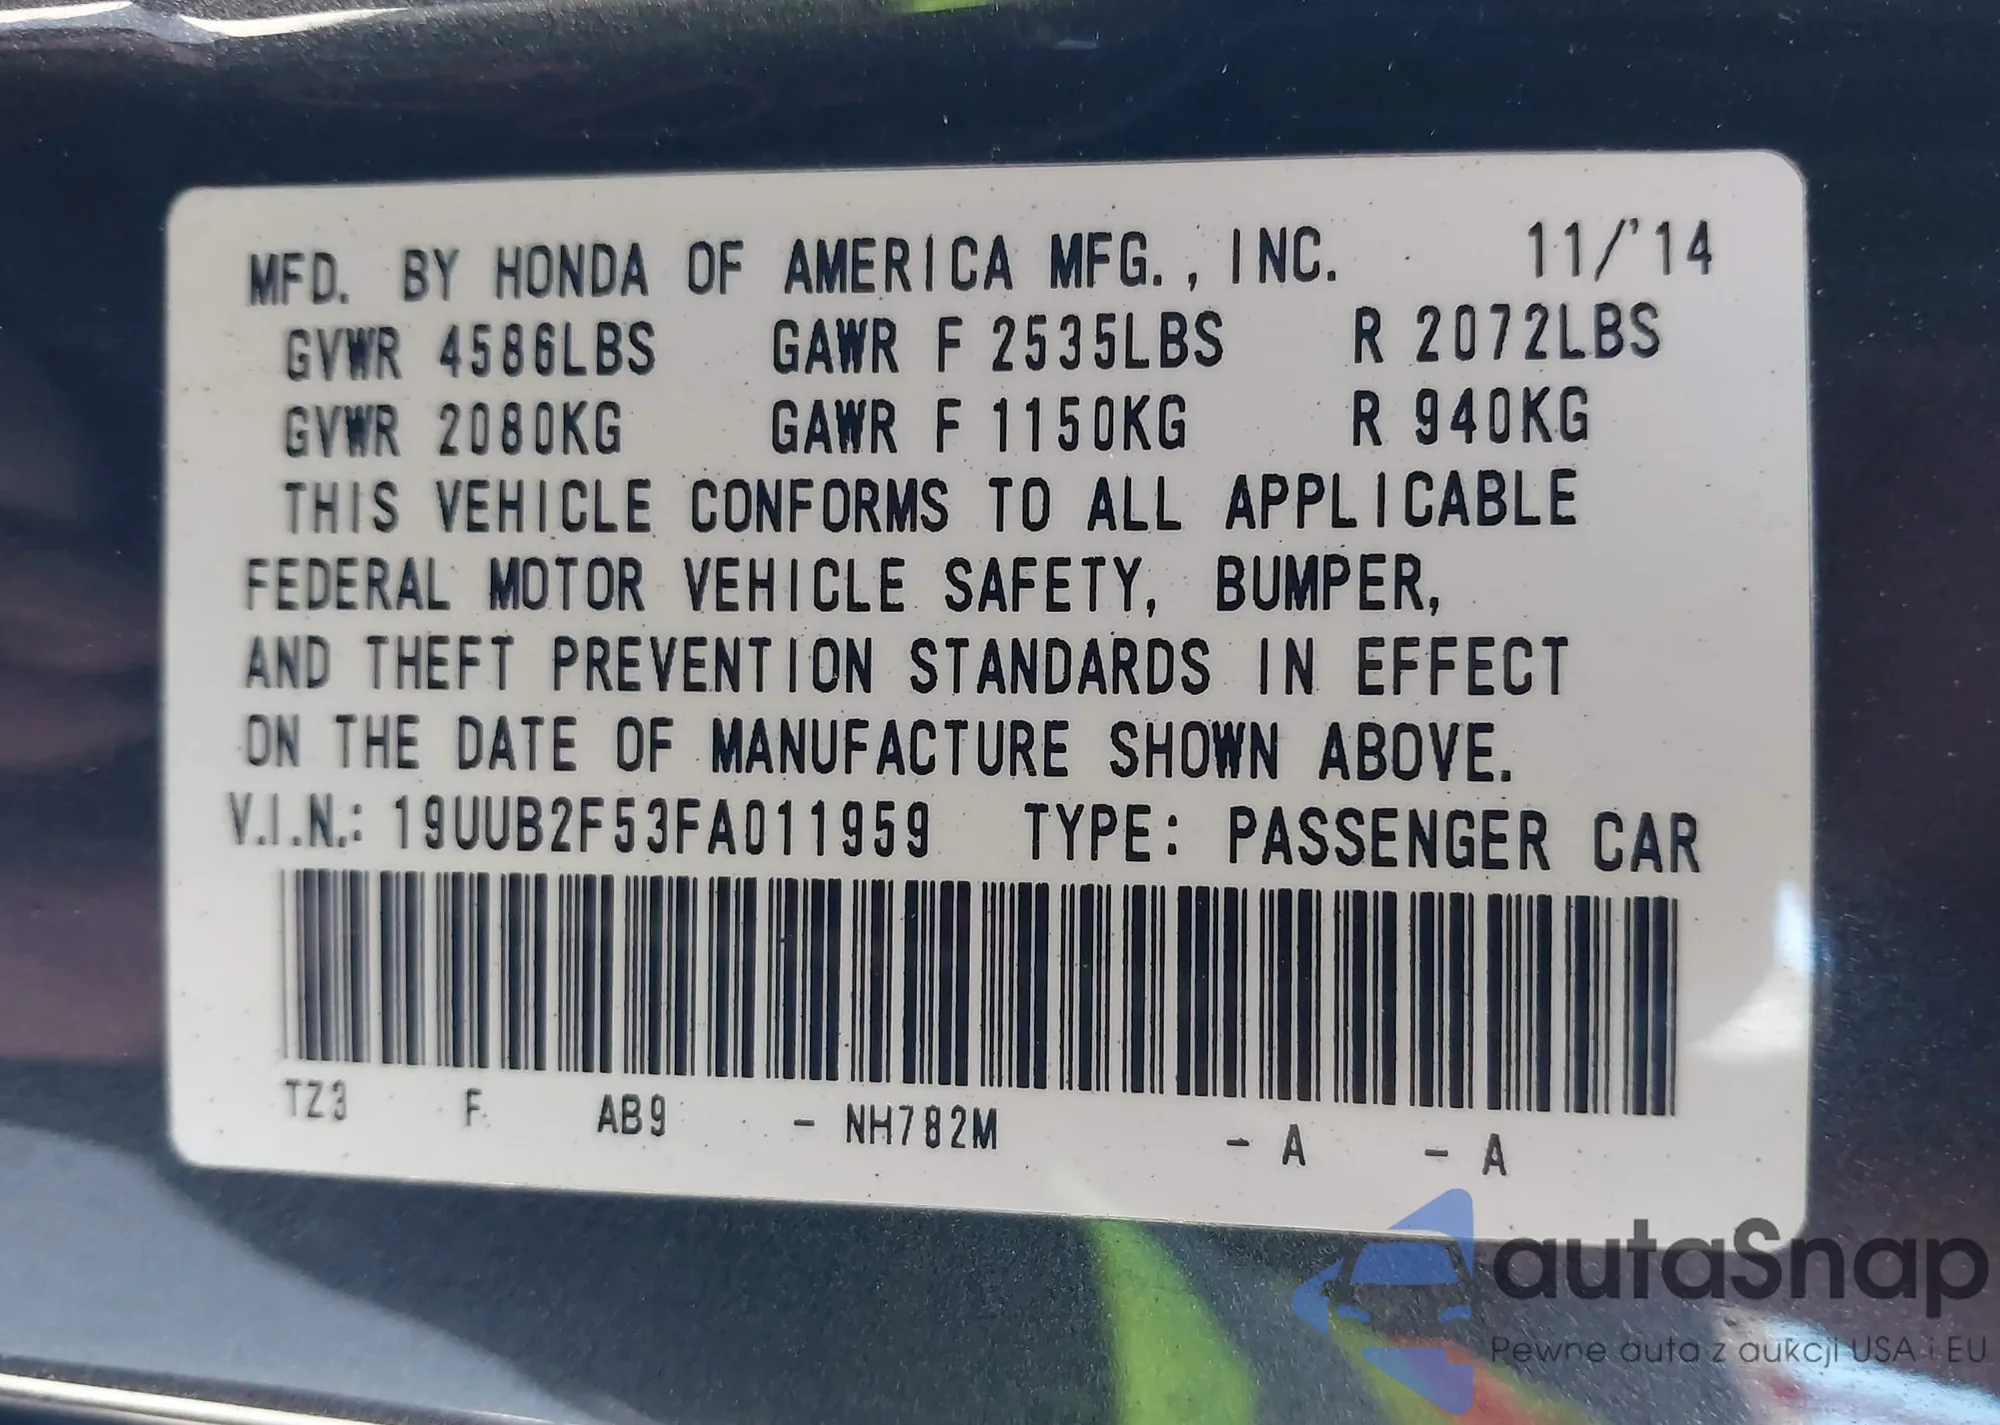 MFD. BY HONDA OF AMERICA MFG., INC. 11/'14
GVWR 4586LBS GAWR F 2535LBS R 2072LBS
GVWR 2080KG GAWR F 1150KG R 940KG
THIS VEHICLE CONFORMS TO ALL APPLICABLE
FEDERAL MOTOR VEHICLE SAFETY, BUMPER,
AND THEFT PREVENTION STANDARDS IN EFFECT
ON THE DATE OF MANUFACTURE SHOWN ABOVE.
V.I.N.: 19UUB2F53FA011959 TYPE: PASSENGER CAR
TZ3 F AB9 - NH782M - A - A
autaSnap
Pewne auta z aukcji USA i EU